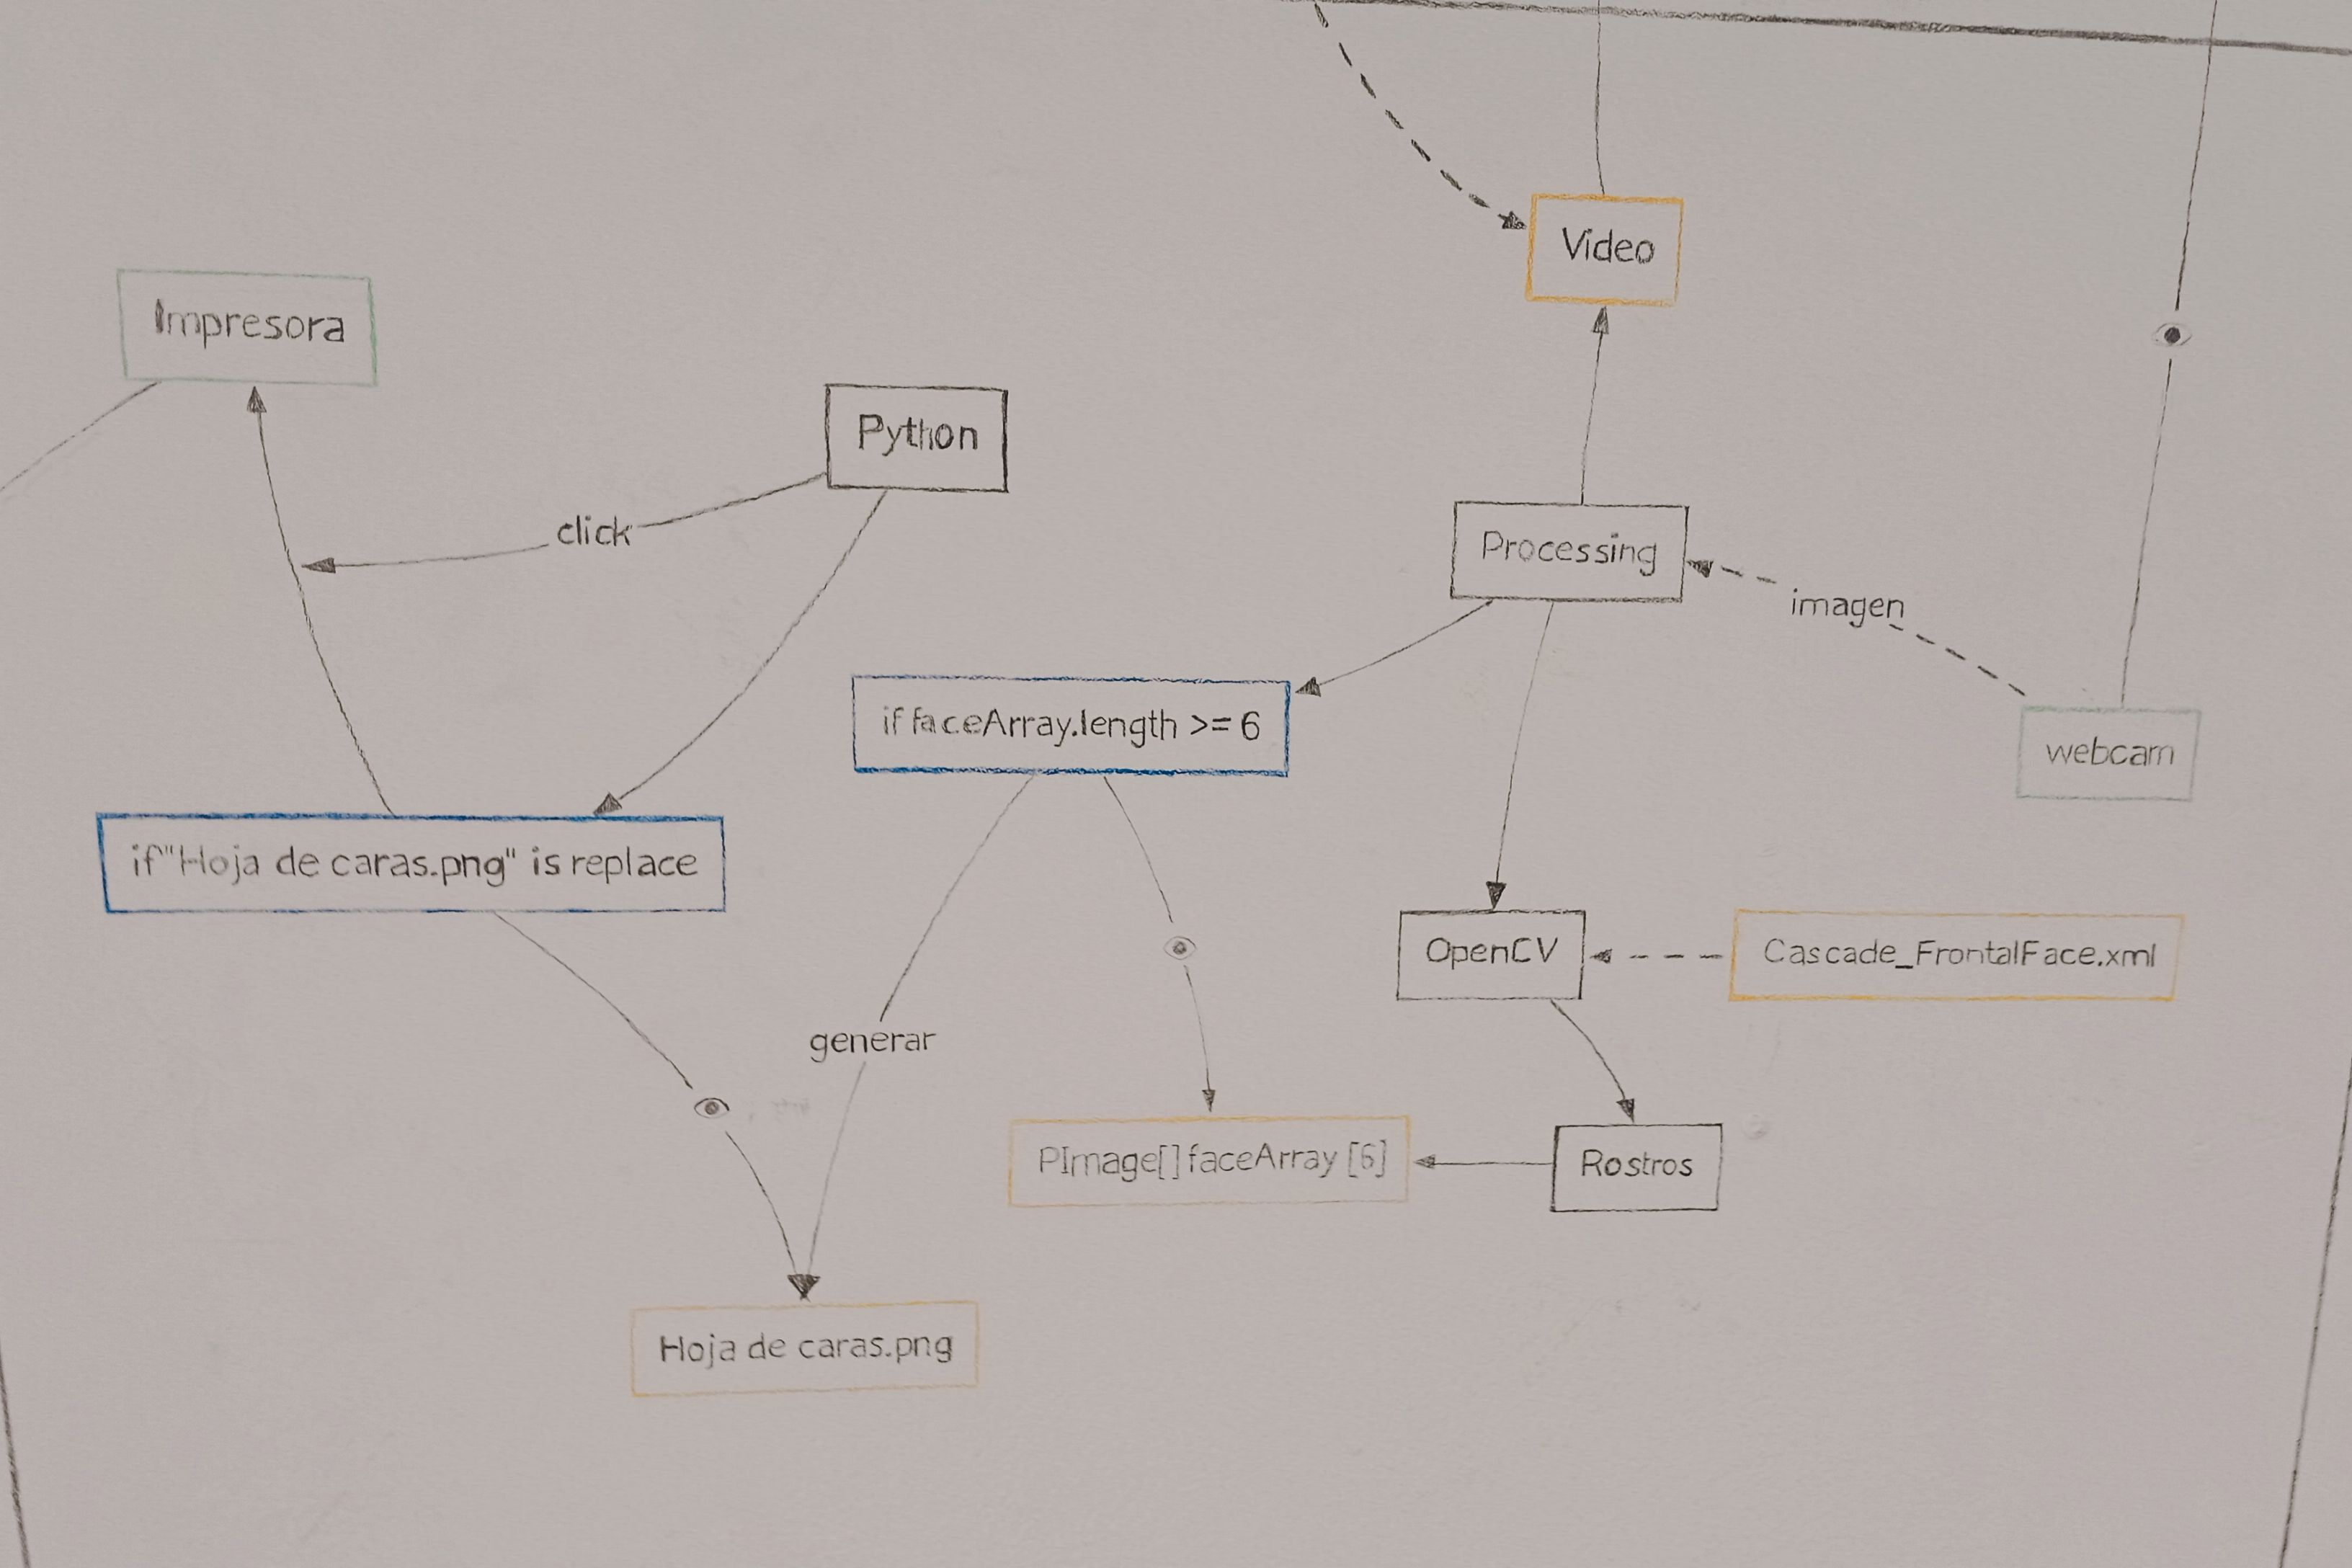 Video
Impresora
Python
click
Processing
imagen
if faceArray.length >= 6
webcam
if "Hoja de caras.png" is replace
OpenCV
Cascade_FrontalFace.xml
generar
PImage[] faceArray [6]
Rostros
Hoja de caras.png